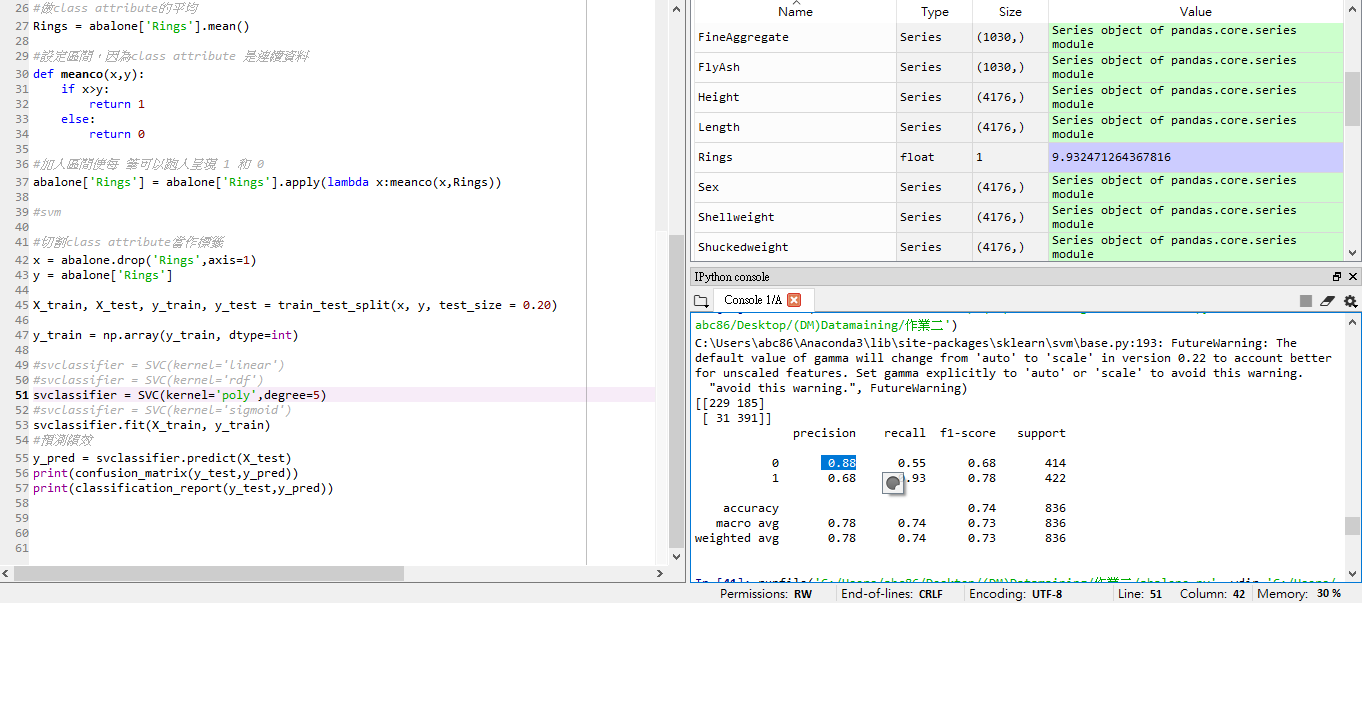 26 #做class attribute的平均
27 Rings = abalone['Rings'].mean()
28
29 #設定區間，因為class attribute 是連續資料
30 def meanco(x,y):
31 if x>y:
32 return 1
33 else:
34 return 0
35
36 #加入區間使每 筆可以跑入呈現 1 和 0
37 abalone['Rings'] = abalone['Rings'].apply(lambda x:meanco(x,Rings))
38
39 #svm
40
41 #切割class attribute當作標籤
42 x = abalone.drop('Rings',axis=1)
43 y = abalone['Rings']
44
45 X_train, X_test, y_train, y_test = train_test_split(x, y, test_size = 0.20)
46
47 y_train = np.array(y_train, dtype=int)
48
49 #svclassifier = SVC(kernel='linear')
50 #svclassifier = SVC(kernel='rdf')
51 svclassifier = SVC(kernel='poly',degree=5)
52 #svclassifier = SVC(kernel='sigmoid')
53 svclassifier.fit(X_train, y_train)
54 #預測績效
55 y_pred = svclassifier.predict(X_test)
56 print(confusion_matrix(y_test,y_pred))
57 print(classification_report(y_test,y_pred))
58
59
60
61
Name Type Size Value
FineAggregate Series (1030,) Series object of pandas.core.series
module
FlyAsh Series (1030,) Series object of pandas.core.series
module
Height Series (4176,) Series object of pandas.core.series
module
Length Series (4176,) Series object of pandas.core.series
module
Rings float 1 9.932471264367816
Sex Series (4176,) Series object of pandas.core.series
module
Shellweight Series (4176,) Series object of pandas.core.series
module
Shuckedweight Series (4176,) Series object of pandas.core.series
module
IPython console
Console 1/A
abc86/Desktop/(DM)Datamaining/作業二')
C:\Users\abc86\Anaconda3\lib\site-packages\sklearn\svm\base.py:193: FutureWarning: The
default value of gamma will change from 'auto' to 'scale' in version 0.22 to account better
for unscaled features. Set gamma explicitly to 'auto' or 'scale' to avoid this warning.
"avoid this warning.", FutureWarning)
[[229 185]
[ 31 391]]
precision recall f1-score support
0 0.88 0.55 0.68 414
1 0.68 .93 0.78 422
accuracy 0.74 836
macro avg 0.78 0.74 0.73 836
weighted avg 0.78 0.74 0.73 836
In [41]: runfile('C:/Users/abc86/Desktop/(DM)Datamaining/作業二/abalone.py', wdir='C:/Users/
Permissions: RW End-of-lines: CRLF Encoding: UTF-8 Line: 51 Column: 42 Memory: 30 %